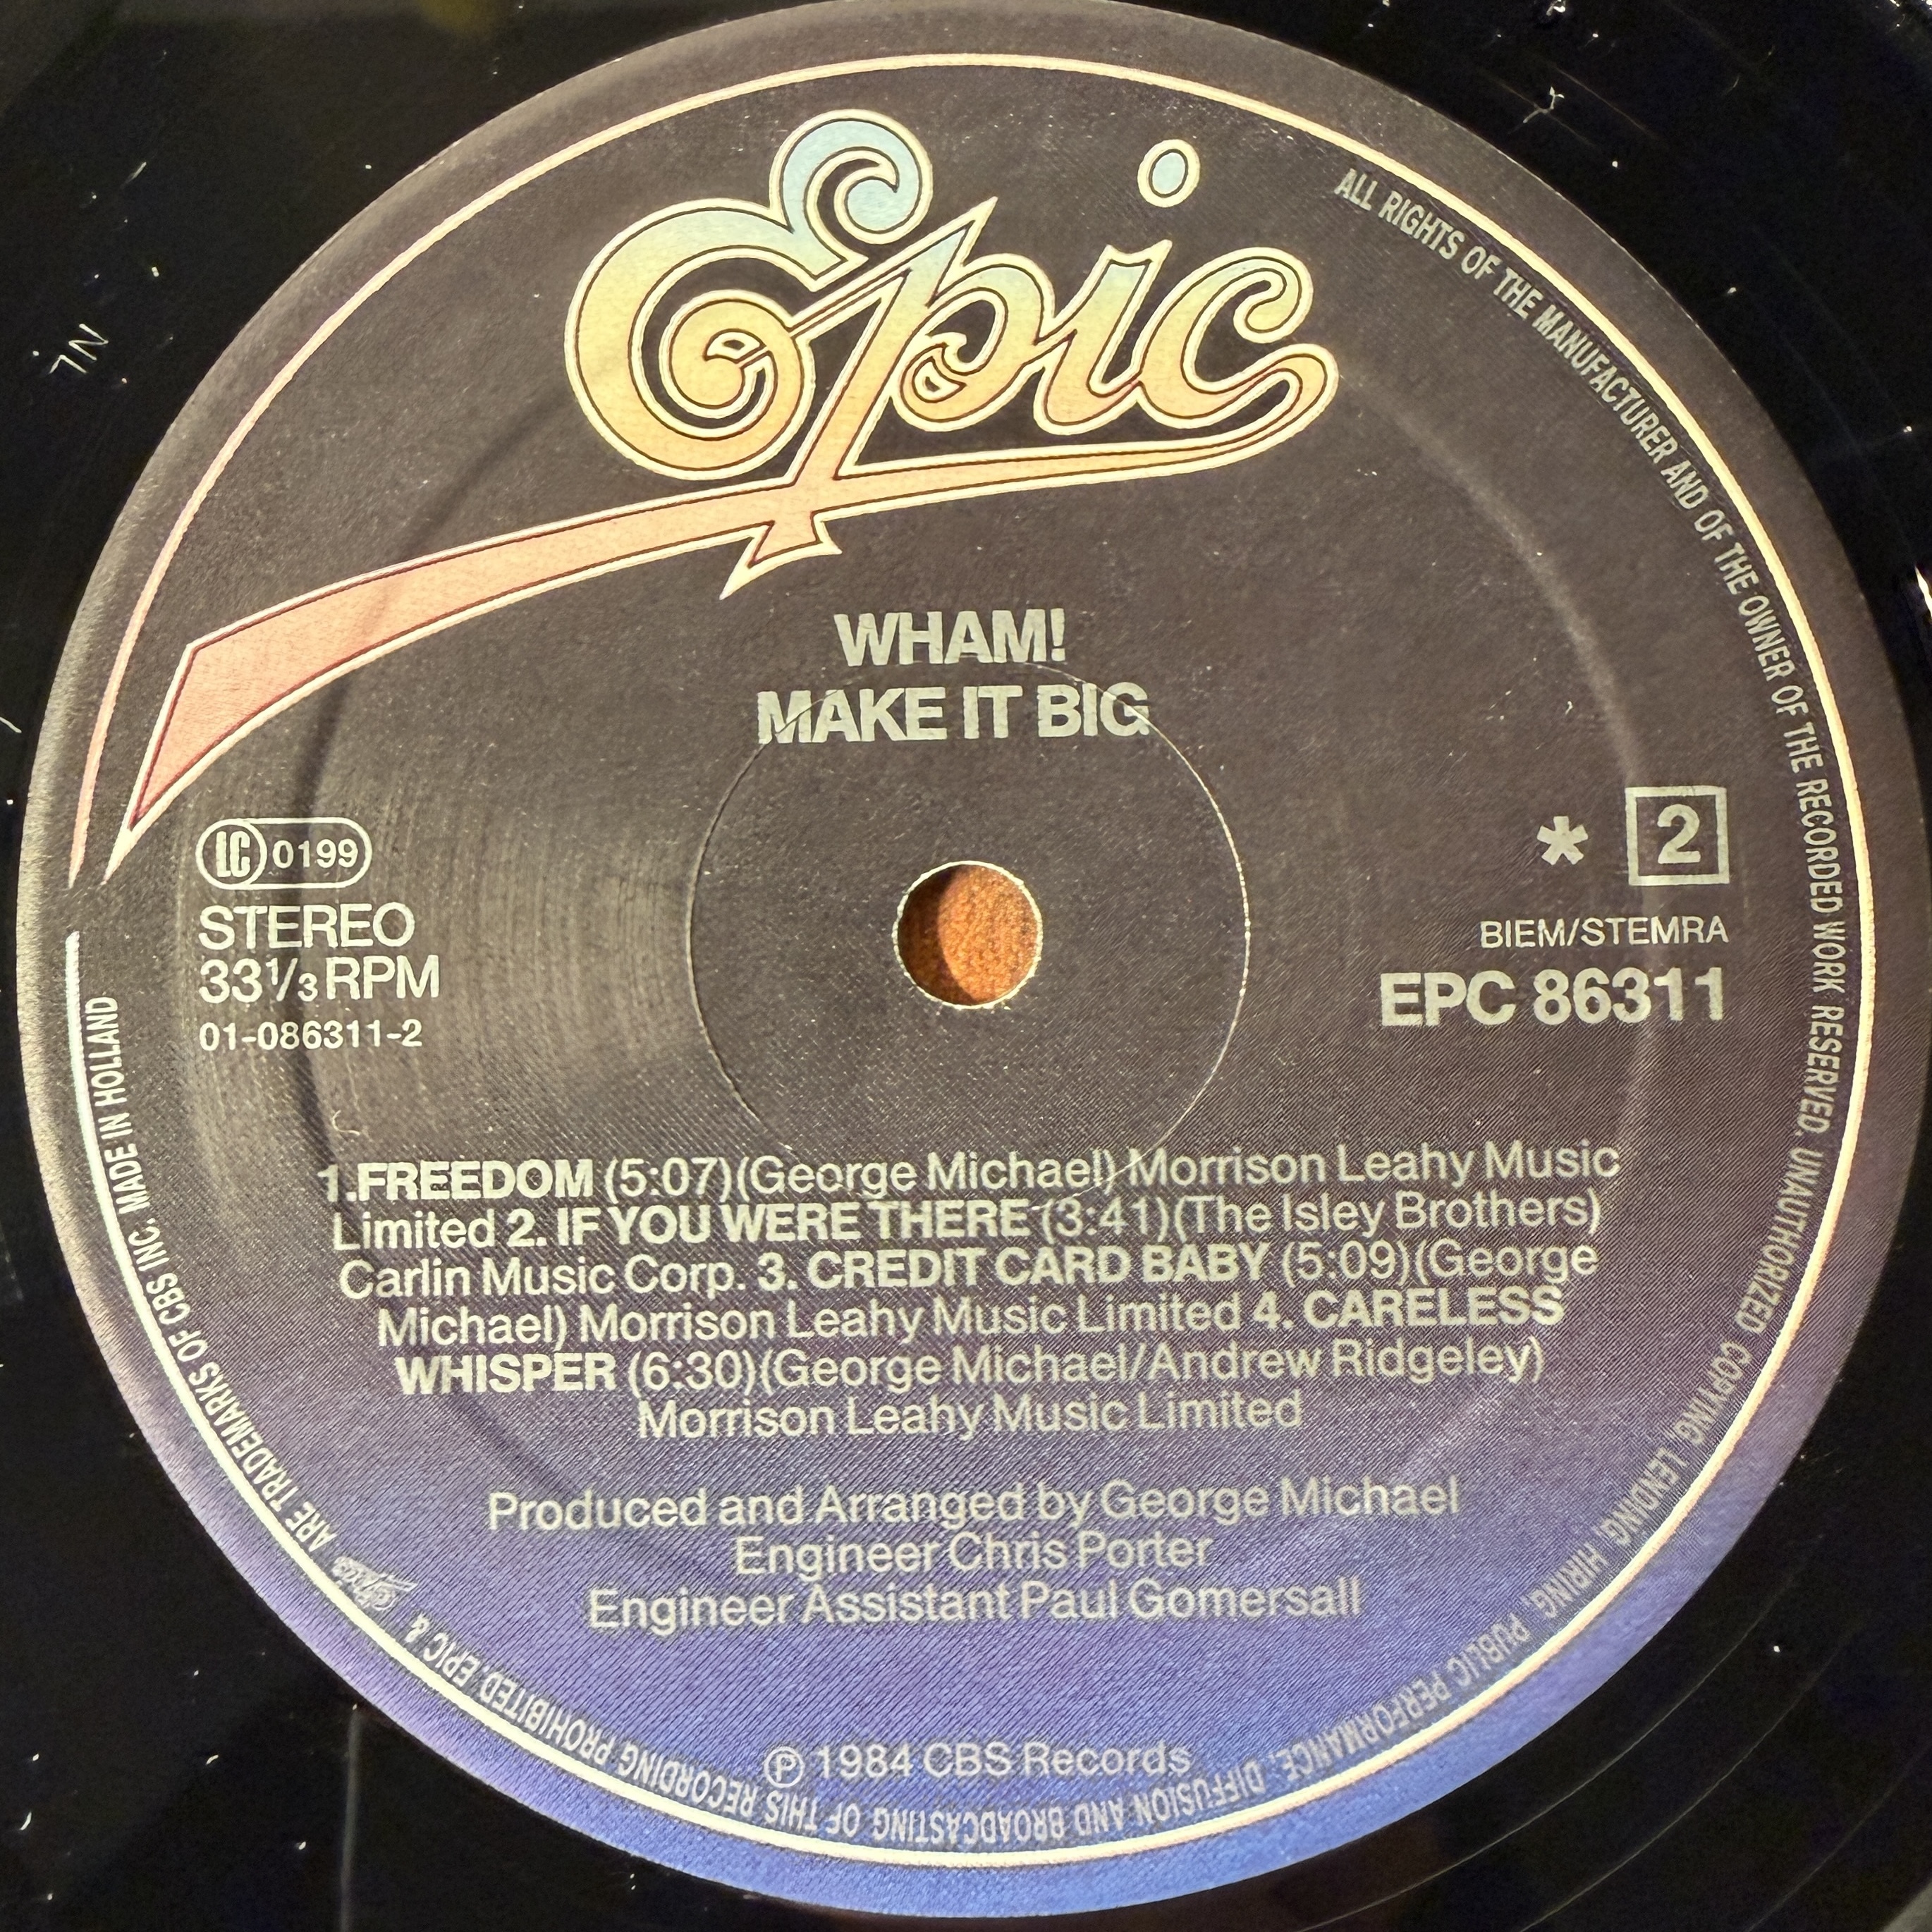 Epic
WHAM!
MAKE IT BIG
LC 0199
STEREO
33 1/3 RPM
01-086311-2
* 2
BIEM/STEMRA
EPC 86311
1.FREEDOM (5:07)(George Michael) Morrison Leahy Music
Limited 2. IF YOU WERE THERE (3:41)(The Isley Brothers)
Carlin Music Corp. 3. CREDIT CARD BABY (5:09)(George
Michael) Morrison Leahy Music Limited 4. CARELESS
WHISPER (6:30)(George Michael/Andrew Ridgeley)
Morrison Leahy Music Limited
Produced and Arranged by George Michael
Engineer Chris Porter
Engineer Assistant Paul Gomersall
℗ 1984 CBS Records
ALL RIGHTS OF THE MANUFACTURER AND OF THE OWNER OF THE RECORDED WORK RESERVED. UNAUTHORIZED COPYING, LENDING, HIRING, PUBLIC PERFORMANCE, DIFFUSION AND BROADCASTING OF THIS RECORDING PROHIBITED. EPIC & Epic ARE TRADEMARKS OF CBS INC. MADE IN HOLLAND